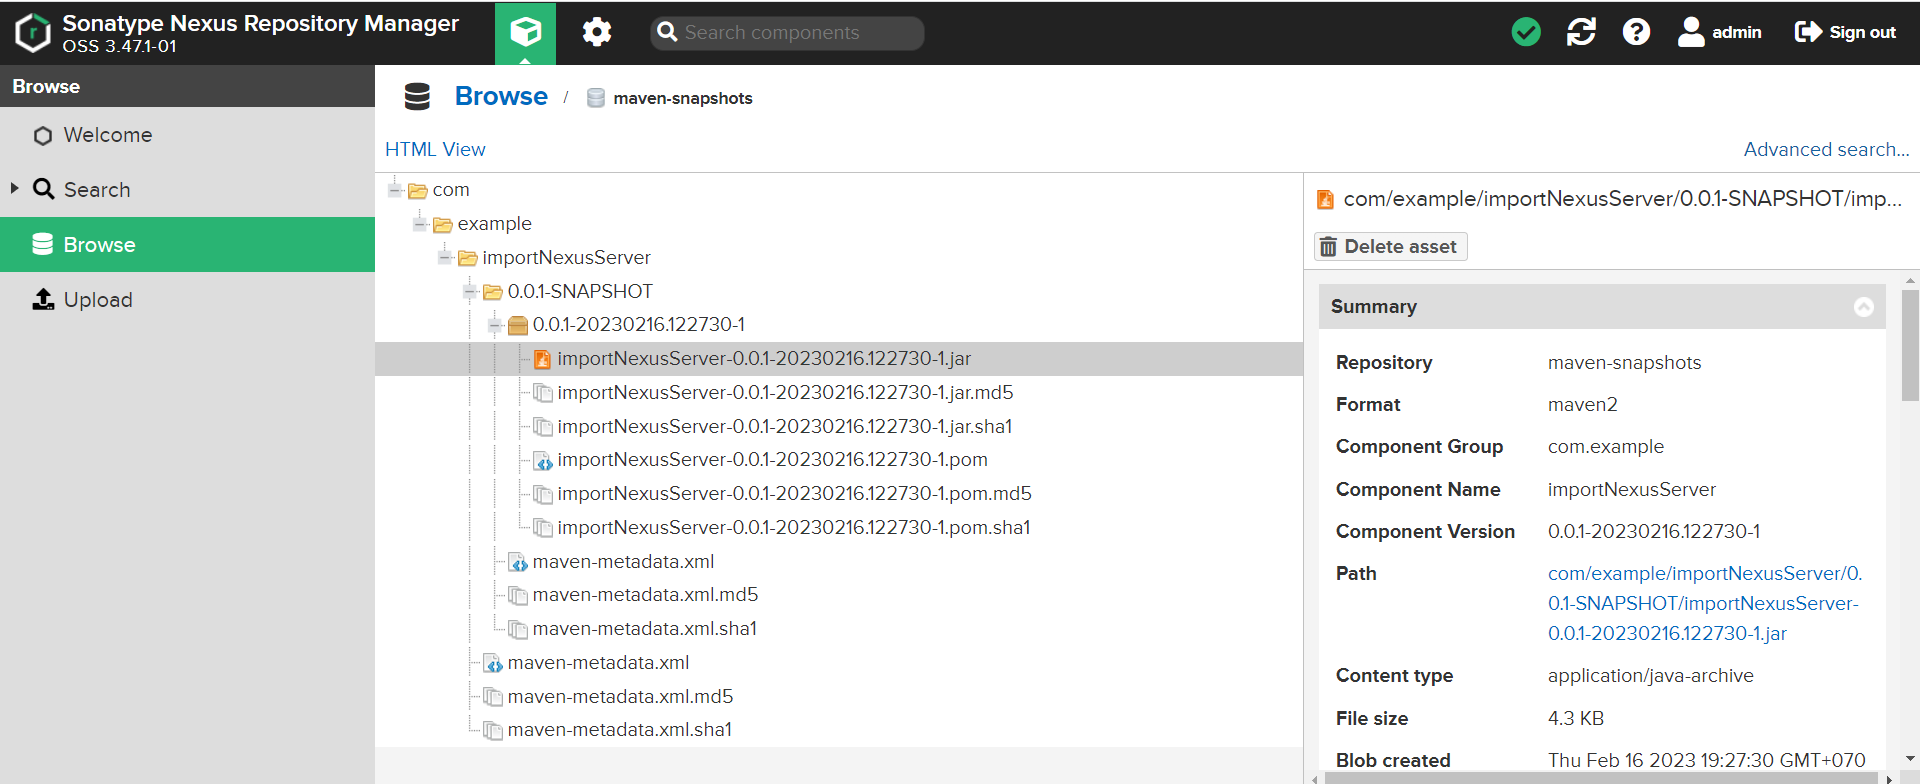 Sonatype Nexus Repository Manager
OSS 3.47.1-01
Search components
admin
Sign out
Browse
Welcome
Search
Browse
Upload
Browse / maven-snapshots
HTML View
Advanced search...
com
example
importNexusServer
0.0.1-SNAPSHOT
0.0.1-20230216.122730-1
importNexusServer-0.0.1-20230216.122730-1.jar
importNexusServer-0.0.1-20230216.122730-1.jar.md5
importNexusServer-0.0.1-20230216.122730-1.jar.sha1
importNexusServer-0.0.1-20230216.122730-1.pom
importNexusServer-0.0.1-20230216.122730-1.pom.md5
importNexusServer-0.0.1-20230216.122730-1.pom.sha1
maven-metadata.xml
maven-metadata.xml.md5
maven-metadata.xml.sha1
maven-metadata.xml
maven-metadata.xml.md5
maven-metadata.xml.sha1
com/example/importNexusServer/0.0.1-SNAPSHOT/imp...
Delete asset
Summary
Repository maven-snapshots
Format maven2
Component Group com.example
Component Name importNexusServer
Component Version 0.0.1-20230216.122730-1
Path com/example/importNexusServer/0.
0.1-SNAPSHOT/importNexusServer-
0.0.1-20230216.122730-1.jar
Content type application/java-archive
File size 4.3 KB
Blob created Thu Feb 16 2023 19:27:30 GMT+070